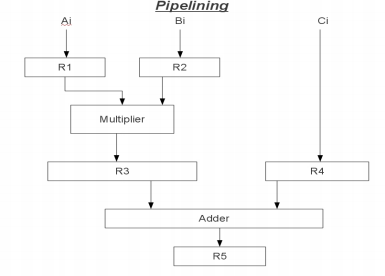 Pipelining
Ai Bi Ci
R1 R2
Multiplier
R3 R4
Adder
R5